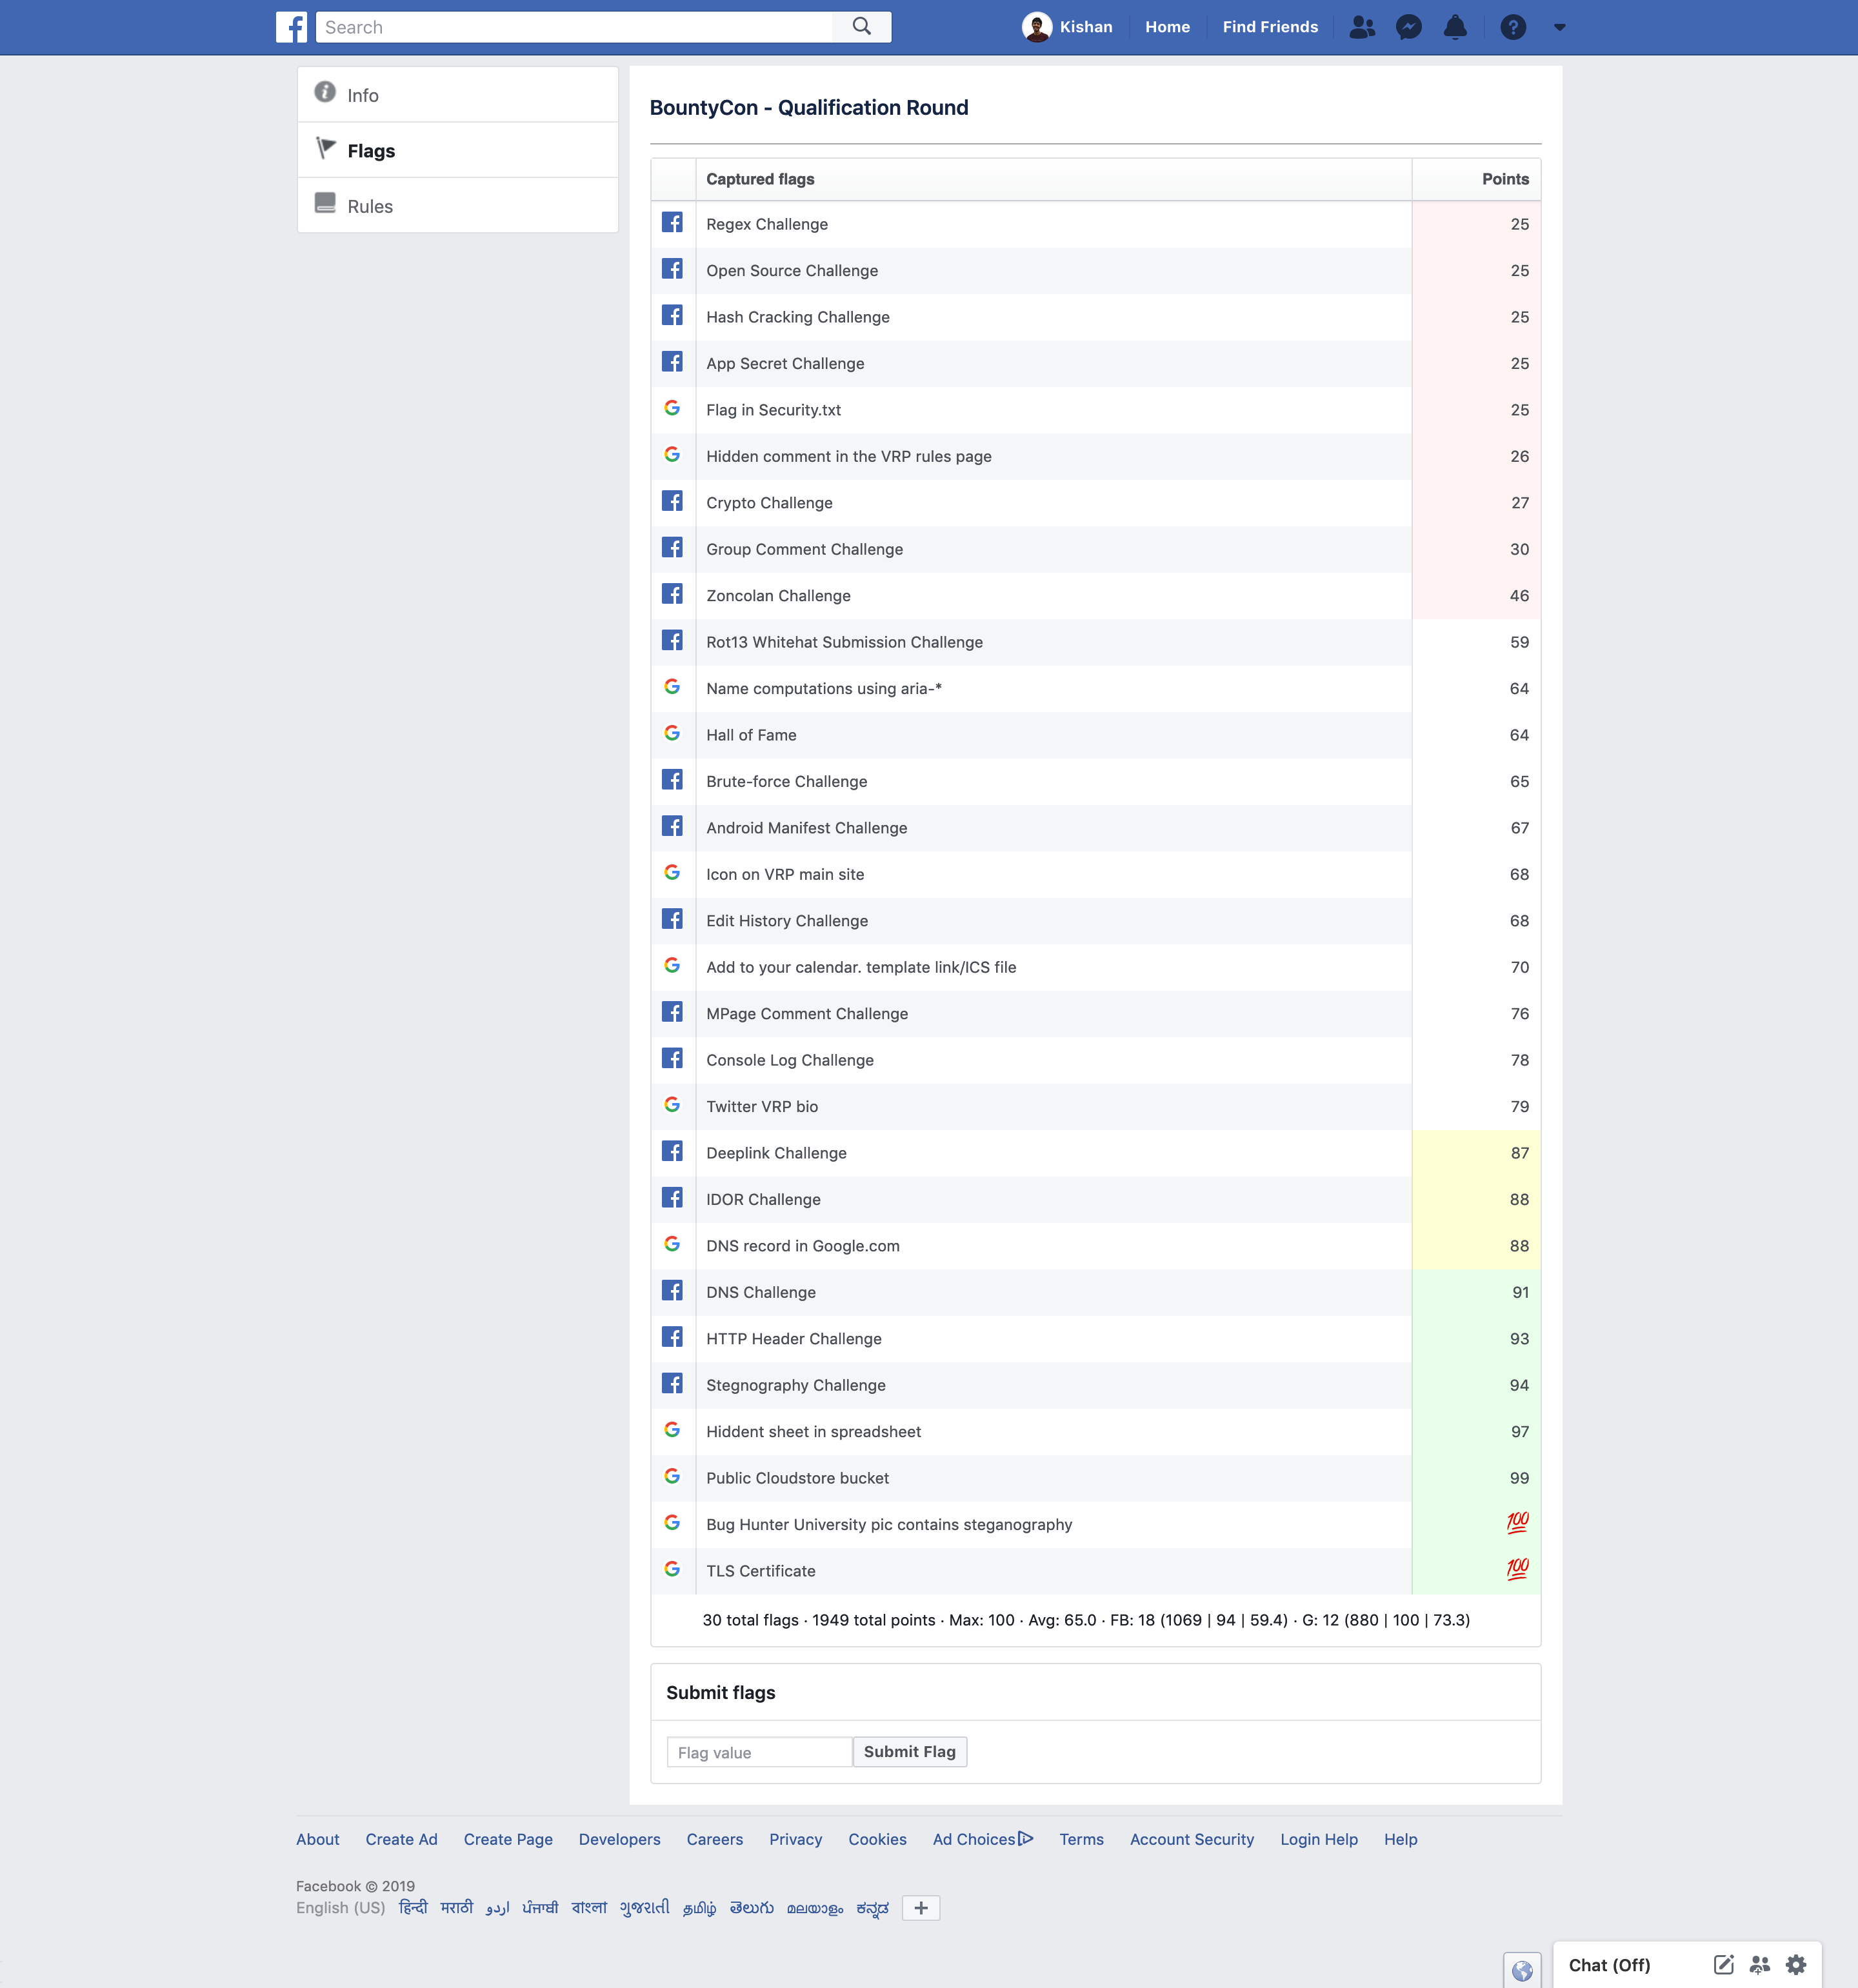 Search
Kishan Home Find Friends
Info
Flags
Rules
BountyCon - Qualification Round
Captured flags Points
Regex Challenge 25
Open Source Challenge 25
Hash Cracking Challenge 25
App Secret Challenge 25
Flag in Security.txt 25
Hidden comment in the VRP rules page 26
Crypto Challenge 27
Group Comment Challenge 30
Zoncolan Challenge 46
Rot13 Whitehat Submission Challenge 59
Name computations using aria-* 64
Hall of Fame 64
Brute-force Challenge 65
Android Manifest Challenge 67
Icon on VRP main site 68
Edit History Challenge 68
Add to your calendar. template link/ICS file 70
MPage Comment Challenge 76
Console Log Challenge 78
Twitter VRP bio 79
Deeplink Challenge 87
IDOR Challenge 88
DNS record in Google.com 88
DNS Challenge 91
HTTP Header Challenge 93
Stegnography Challenge 94
Hiddent sheet in spreadsheet 97
Public Cloudstore bucket 99
Bug Hunter University pic contains steganography 💯
TLS Certificate 💯
30 total flags · 1949 total points · Max: 100 · Avg: 65.0 · FB: 18 (1069 | 94 | 59.4) · G: 12 (880 | 100 | 73.3)
Submit flags
Flag value Submit Flag
About Create Ad Create Page Developers Careers Privacy Cookies Ad Choices Terms Account Security Login Help Help
Facebook © 2019
English (US) हिन्दी मराठी اردو ਪੰਜਾਬੀ বাংলা ગુજરાતી தமிழ் తెలుగు മലയാളം ಕನ್ನಡ +
Chat (Off)